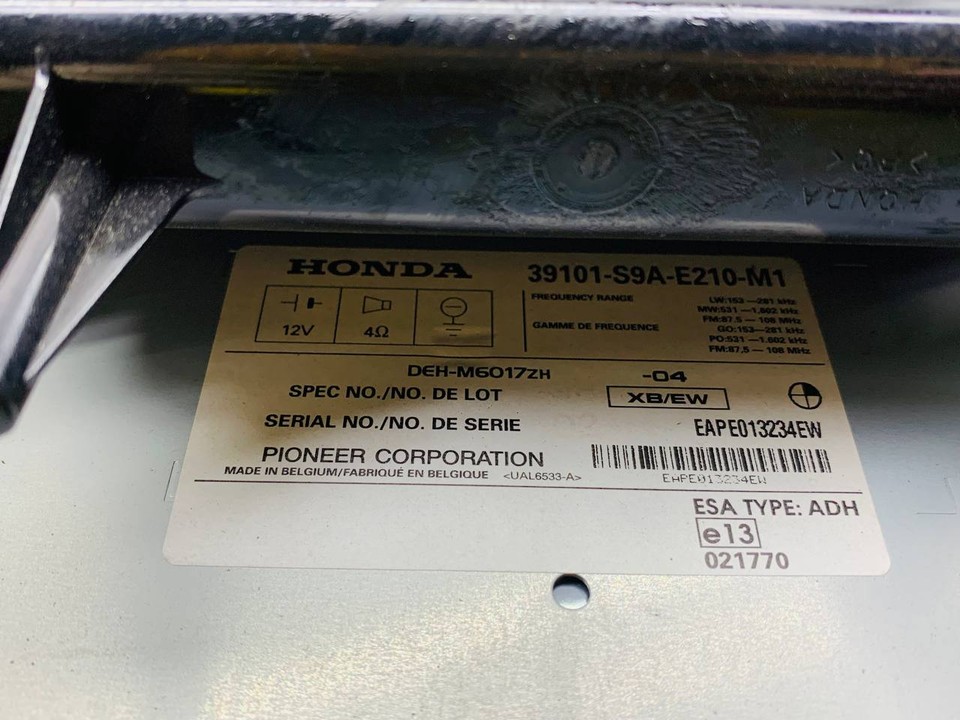 HONDA
39101-S9A-E210-M1
12V
4Ω
FREQUENCY RANGE
LW:153—281 kHz
MW:531—1,602 kHz
FM:87.5—108 MHz
GAMME DE FREQUENCE
GO:153—281 kHz
PO:531—1.602 kHz
FM:87,5—108 MHz
DEH-M6017ZH
-04
SPEC NO./NO. DE LOT
XB/EW
SERIAL NO./NO. DE SERIE
EAPE013234EW
PIONEER CORPORATION
MADE IN BELGIUM/FABRIQUÉ EN BELGIQUE <UAL6533-A>
EAPE013234EW
ESA TYPE: ADH
e13
021770
HONDA